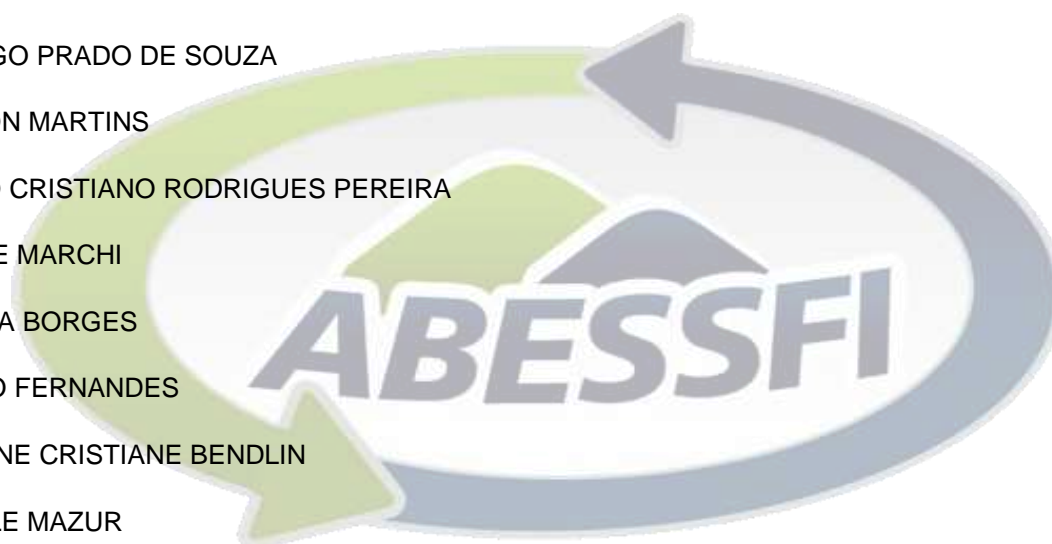 GO PRADO DE SOUZA
ON MARTINS
CRISTIANO RODRIGUES PEREIRA
E MARCHI
A BORGES
ABESSFI
O FERNANDES
NE CRISTIANE BENDLIN
LE MAZUR